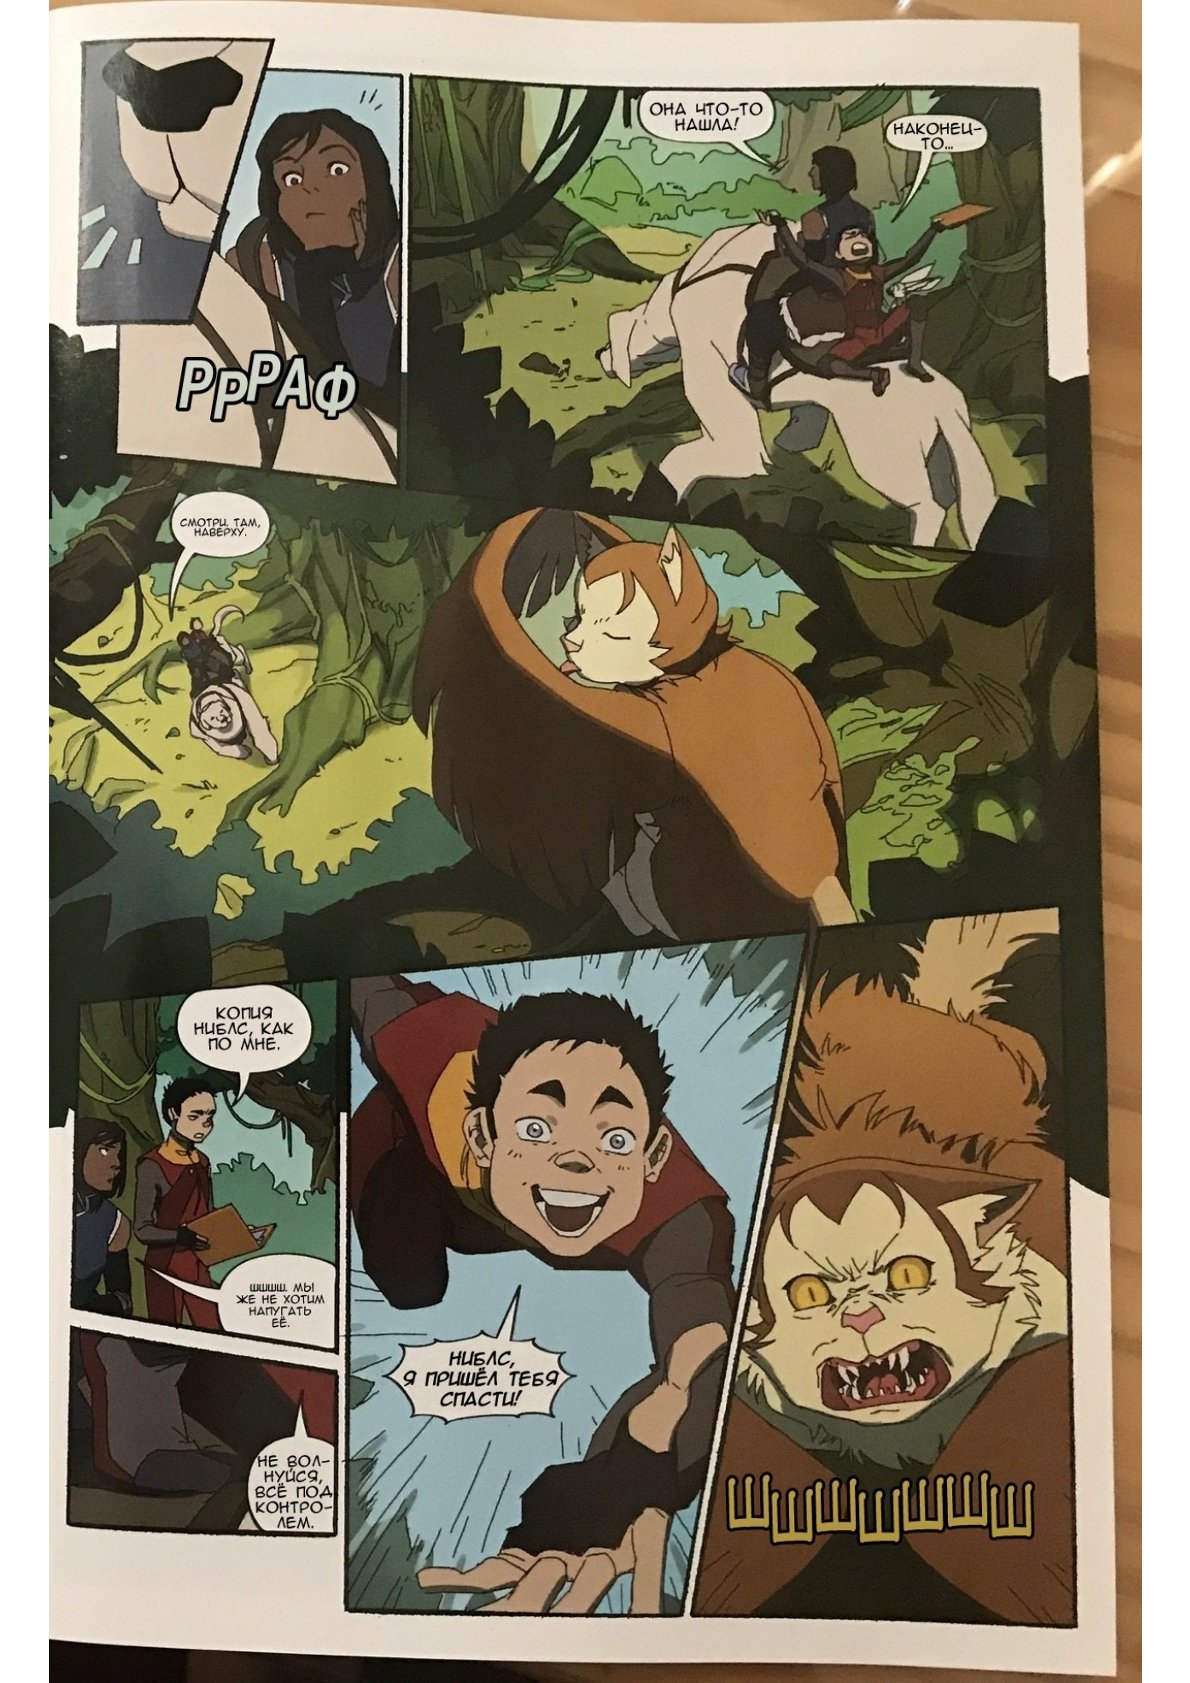 РРРАФ
ОНА ЧТО-ТО
НАШЛА!
НАКОНЕЦ-
ТО...
СМОТРИ. ТАМ,
НАВЕРХУ.
КОПИЯ
НИБЛС, КАК
ПО МНЕ.
ШШШШ. МЫ
ЖЕ НЕ ХОТИМ
НАПУГАТЬ
ЕЁ.
НЕ ВОЛ-
НУЙСЯ,
ВСЁ ПОД
КОНТРО-
ЛЕМ.
НИБЛС,
Я ПРИШЁЛ ТЕБЯ
СПАСТИ!
ШШШШШШШ